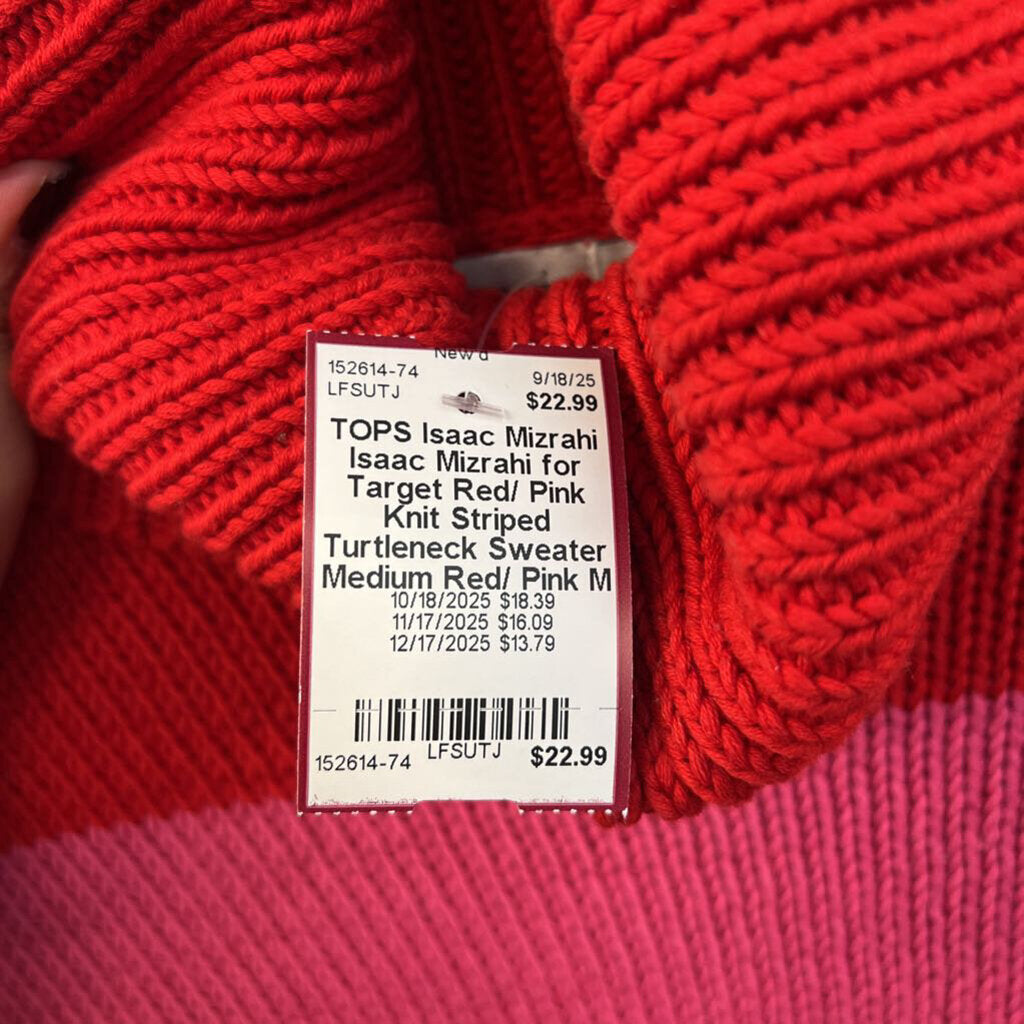 New'd
152614-74
9/18/25
LFSUTJ
$22.99
TOPS Isaac Mizrahi
Isaac Mizrahi for
Target Red/ Pink
Knit Striped
Turtleneck Sweater
Medium Red/ Pink M
10/18/2025 $18.39
11/17/2025 $16.09
12/17/2025 $13.79
152614-74
LFSUTJ
$22.99